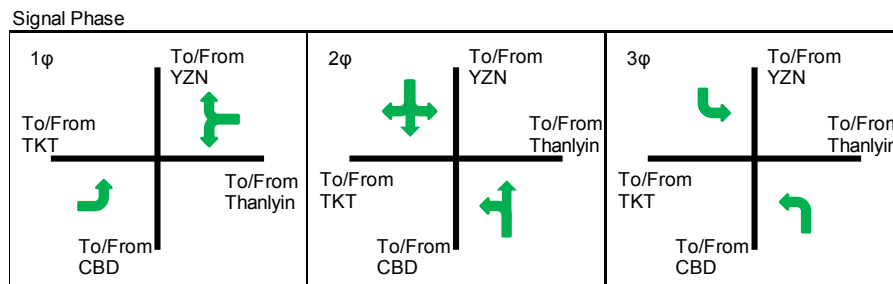 Signal Phase
1φ
To/From
YZN
To/From
TKT
To/From
Thanlyin
To/From
CBD
2φ
To/From
YZN
To/From
Thanlyin
To/From
TKT
To/From
CBD
3φ
To/From
YZN
To/From
Thanlyin
To/From
TKT
To/From
CBD